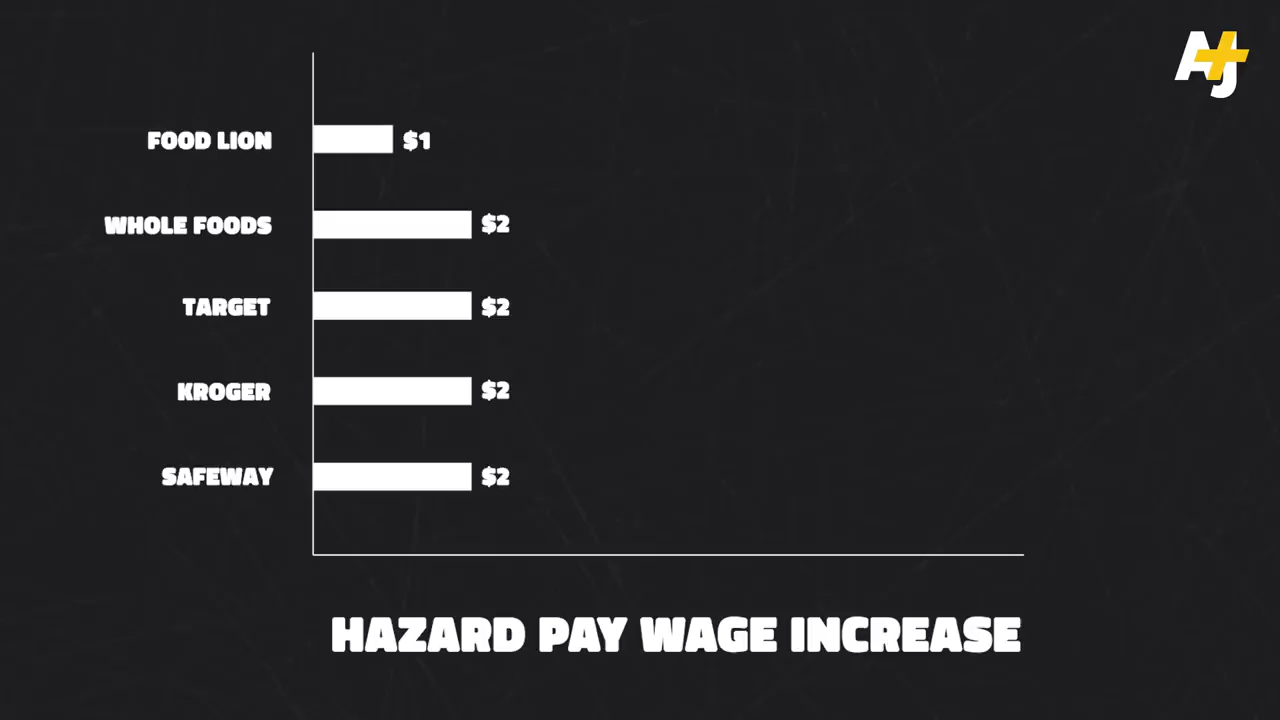 AJ+
FOOD LION $1
WHOLE FOODS $2
TARGET $2
KROGER $2
SAFEWAY $2
HAZARD PAY WAGE INCREASE